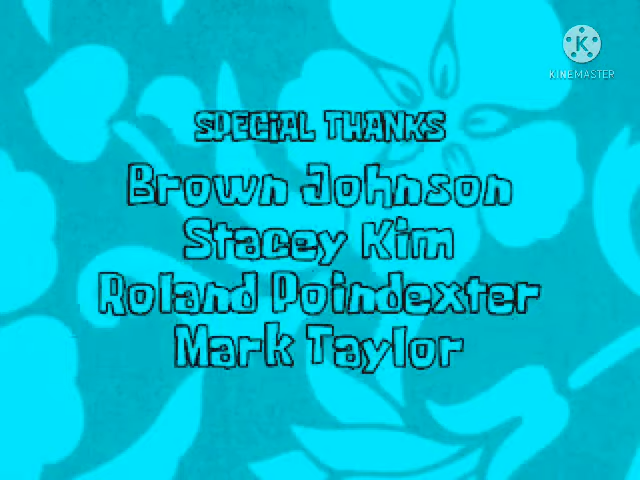 KINEMASTER
SPECIAL THANKS
Brown Johnson
Stacey Kim
Roland Poindexter
Mark Taylor